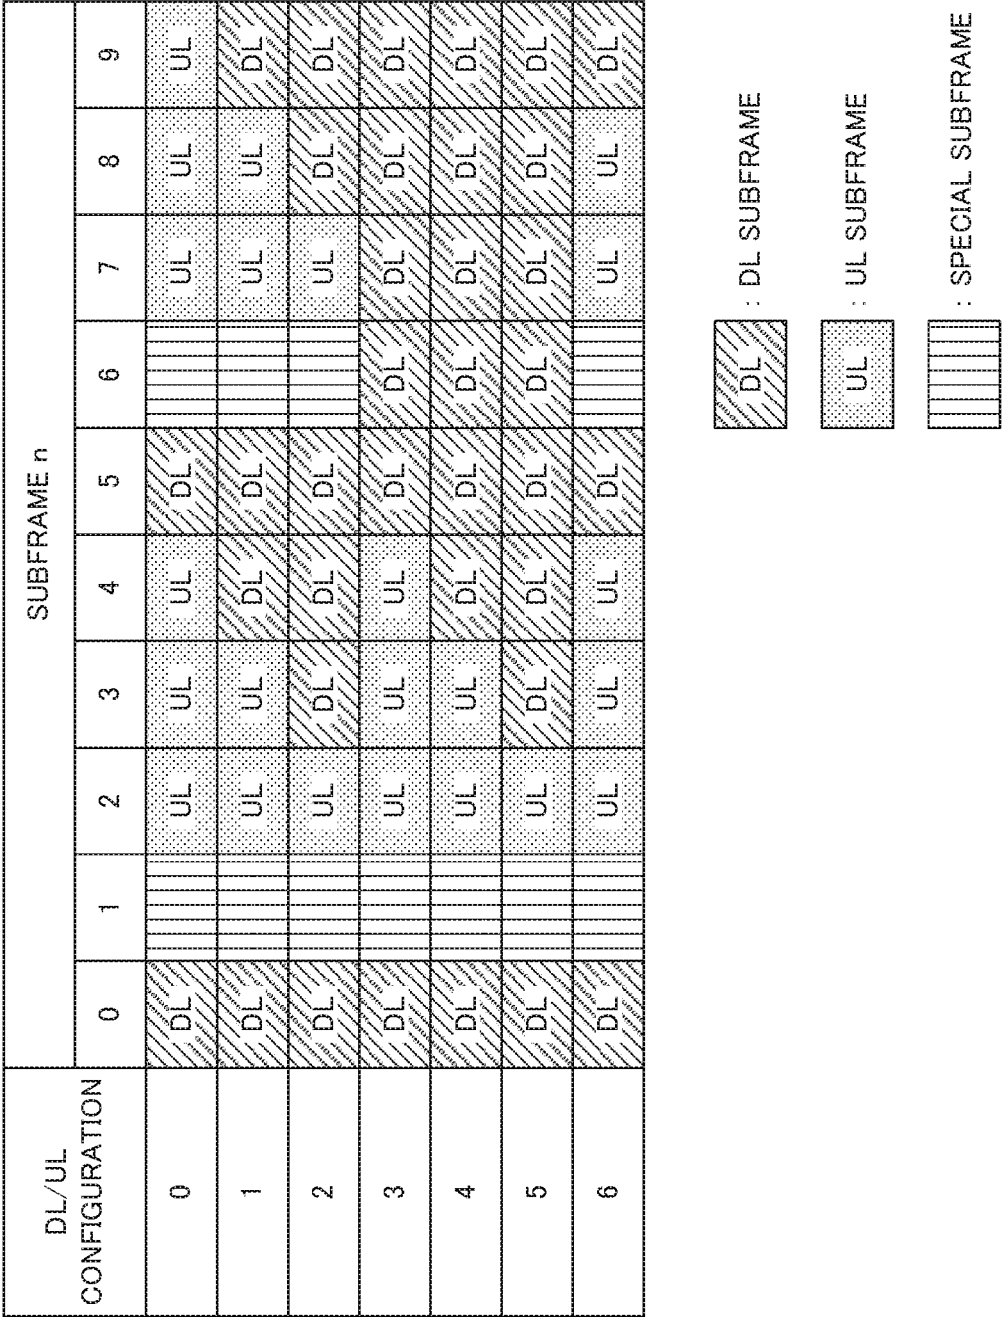 DL/UL
CONFIGURATION
SUBFRAME n
0 1 2 3 4 5 6 7 8 9
0 DL UL UL UL DL UL UL UL
1 DL UL UL DL DL UL UL DL
2 DL UL DL DL DL UL DL DL
3 DL UL UL UL DL DL DL DL DL
4 DL UL UL DL DL DL DL DL DL
5 DL UL DL DL DL DL DL DL DL
6 DL UL UL UL DL UL UL DL
DL : DL SUBFRAME
UL : UL SUBFRAME
: SPECIAL SUBFRAME